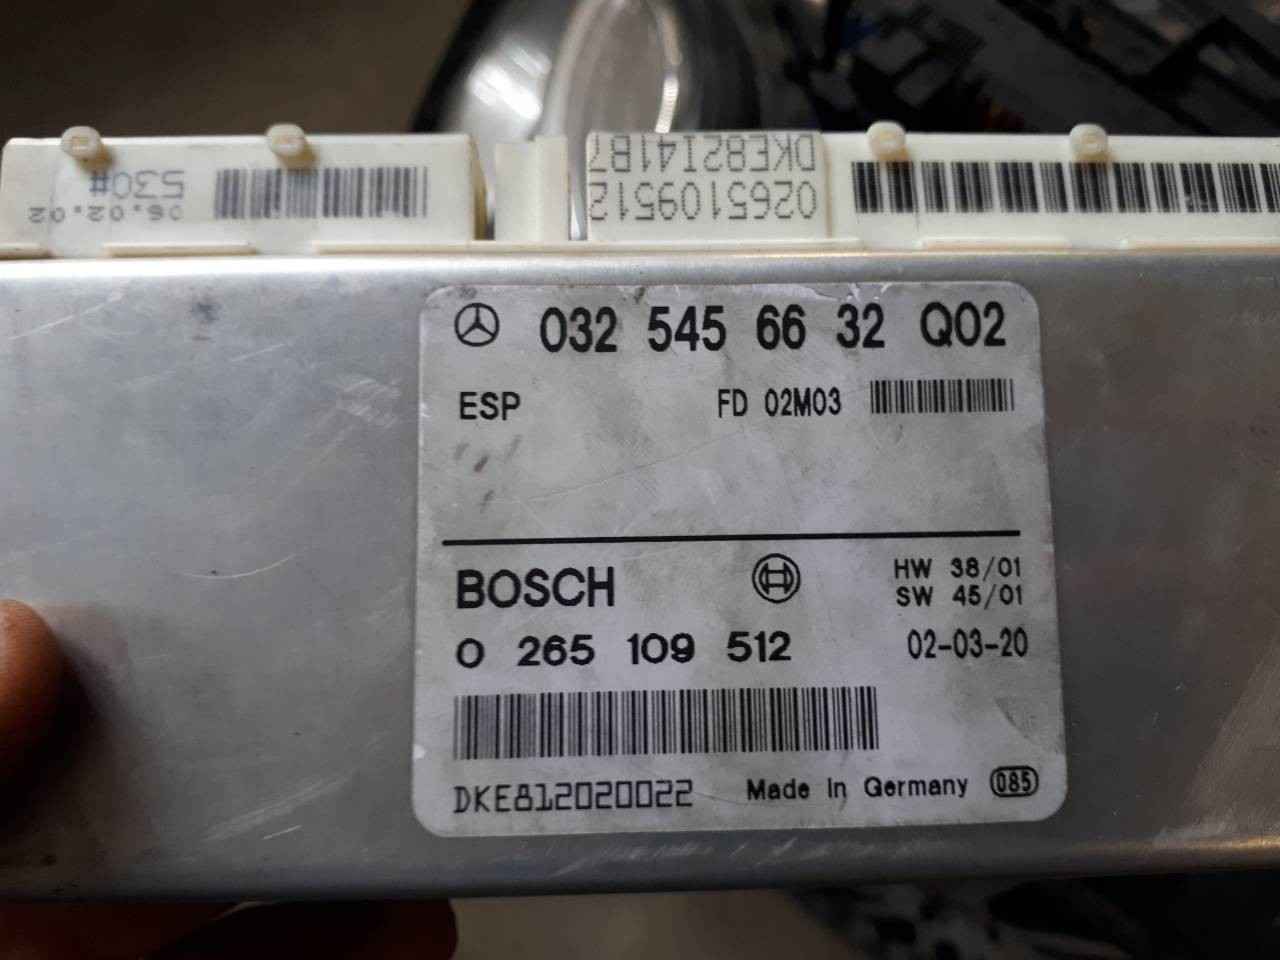 530#
06.02.02
DKE82I41B7
0265109512
032 545 66 32 Q02
ESP FD 02M03
BOSCH HW 38/01
SW 45/01
0 265 109 512 02-03-20
DKE812020022 Made in Germany 085